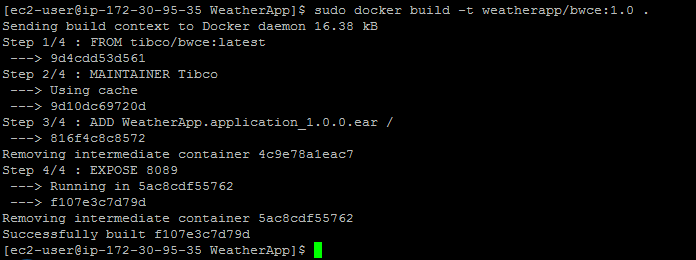 [ec2-user@ip-172-30-95-35 WeatherApp]$ sudo docker build -t weatherapp/bwce:1.0 .
Sending build context to Docker daemon 16.38 kB
Step 1/4 : FROM tibco/bwce:latest
 ---> 9d4cdd53d561
Step 2/4 : MAINTAINER Tibco
 ---> Using cache
 ---> 9d10dc69720d
Step 3/4 : ADD WeatherApp.application_1.0.0.ear /
 ---> 816f4c8c8572
Removing intermediate container 4c9e78a1eac7
Step 4/4 : EXPOSE 8089
 ---> Running in 5ac8cdf55762
 ---> f107e3c7d79d
Removing intermediate container 5ac8cdf55762
Successfully built f107e3c7d79d
[ec2-user@ip-172-30-95-35 WeatherApp]$